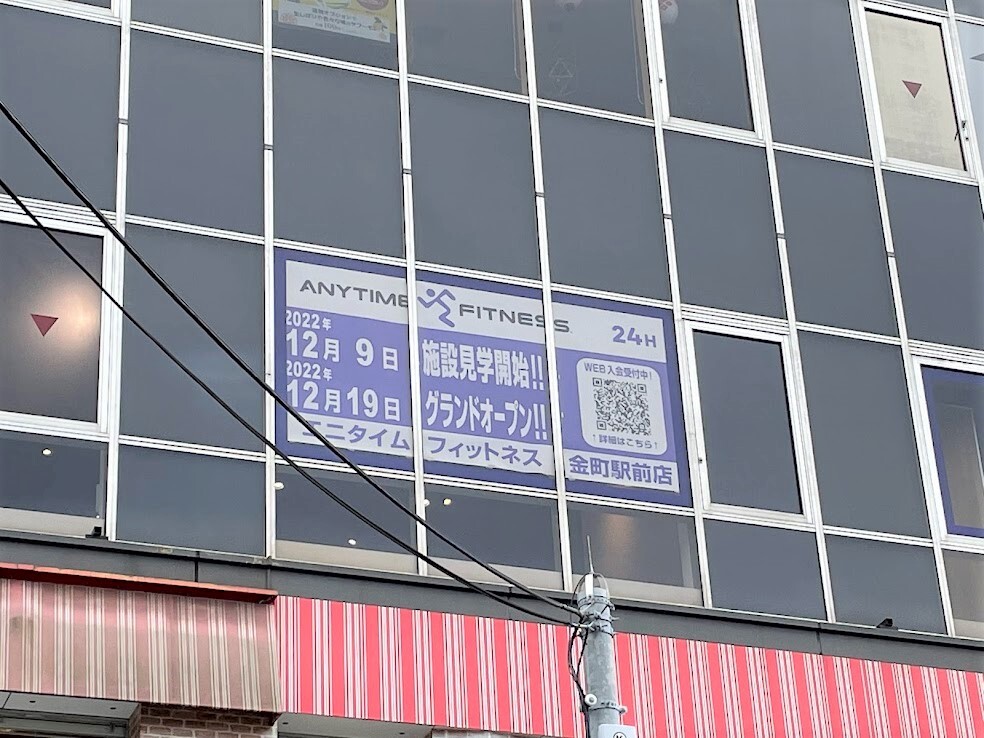 ANYTIME FITNESS
24H
2022年
12月 9日 施設見学開始!!
2022年
12月19日 グランドオープン!!
WEB入会受付中!
↑詳細はこちら↑
エニタイム フィットネス 金町駅前店